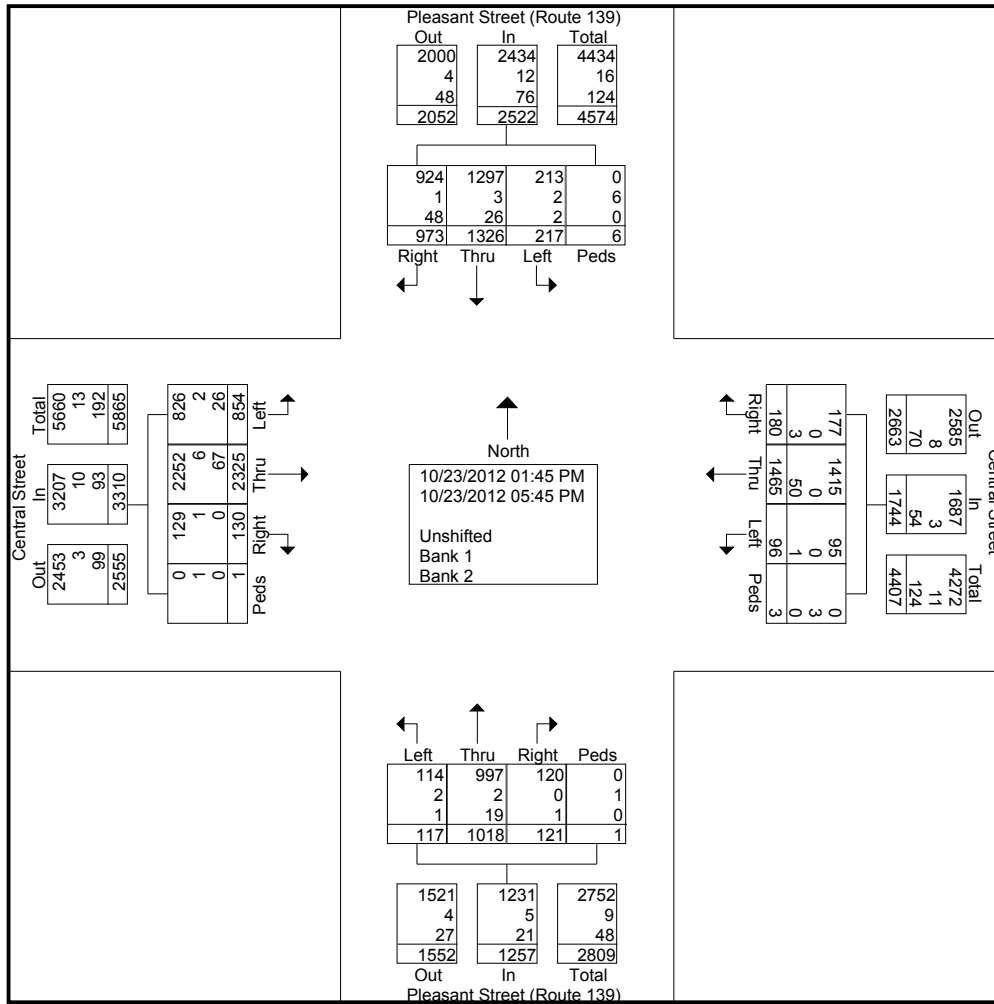 Pleasant Street (Route 139)
Out In Total
2000 2434 4434
4 12 16
48 76 124
2052 2522 4574
924 1297 213 0
1 3 2 6
48 26 2 0
973 1326 217 6
Right Thru Left Peds
Central Street
Total In Out
5660 3207 2453
13 10 3
192 93 99
5865 3310 2555
826 2252 129 0
2 6 1 1
26 67 0 0
854 2325 130 1
Left Thru Right Peds
North
10/23/2012 01:45 PM
10/23/2012 05:45 PM
Unshifted
Bank 1
Bank 2
Right Thru Left Peds
180 1465 96 3
3 50 1 0
0 0 0 3
177 1415 95 0
Central Street
Out In Total
2585 1687 4272
8 3 11
70 54 124
2663 1744 4407
Left Thru Right Peds
114 997 120 0
2 2 0 1
1 19 1 0
117 1018 121 1
1521 1231 2752
4 5 9
27 21 48
1552 1257 2809
Out In Total
Pleasant Street (Route 139)